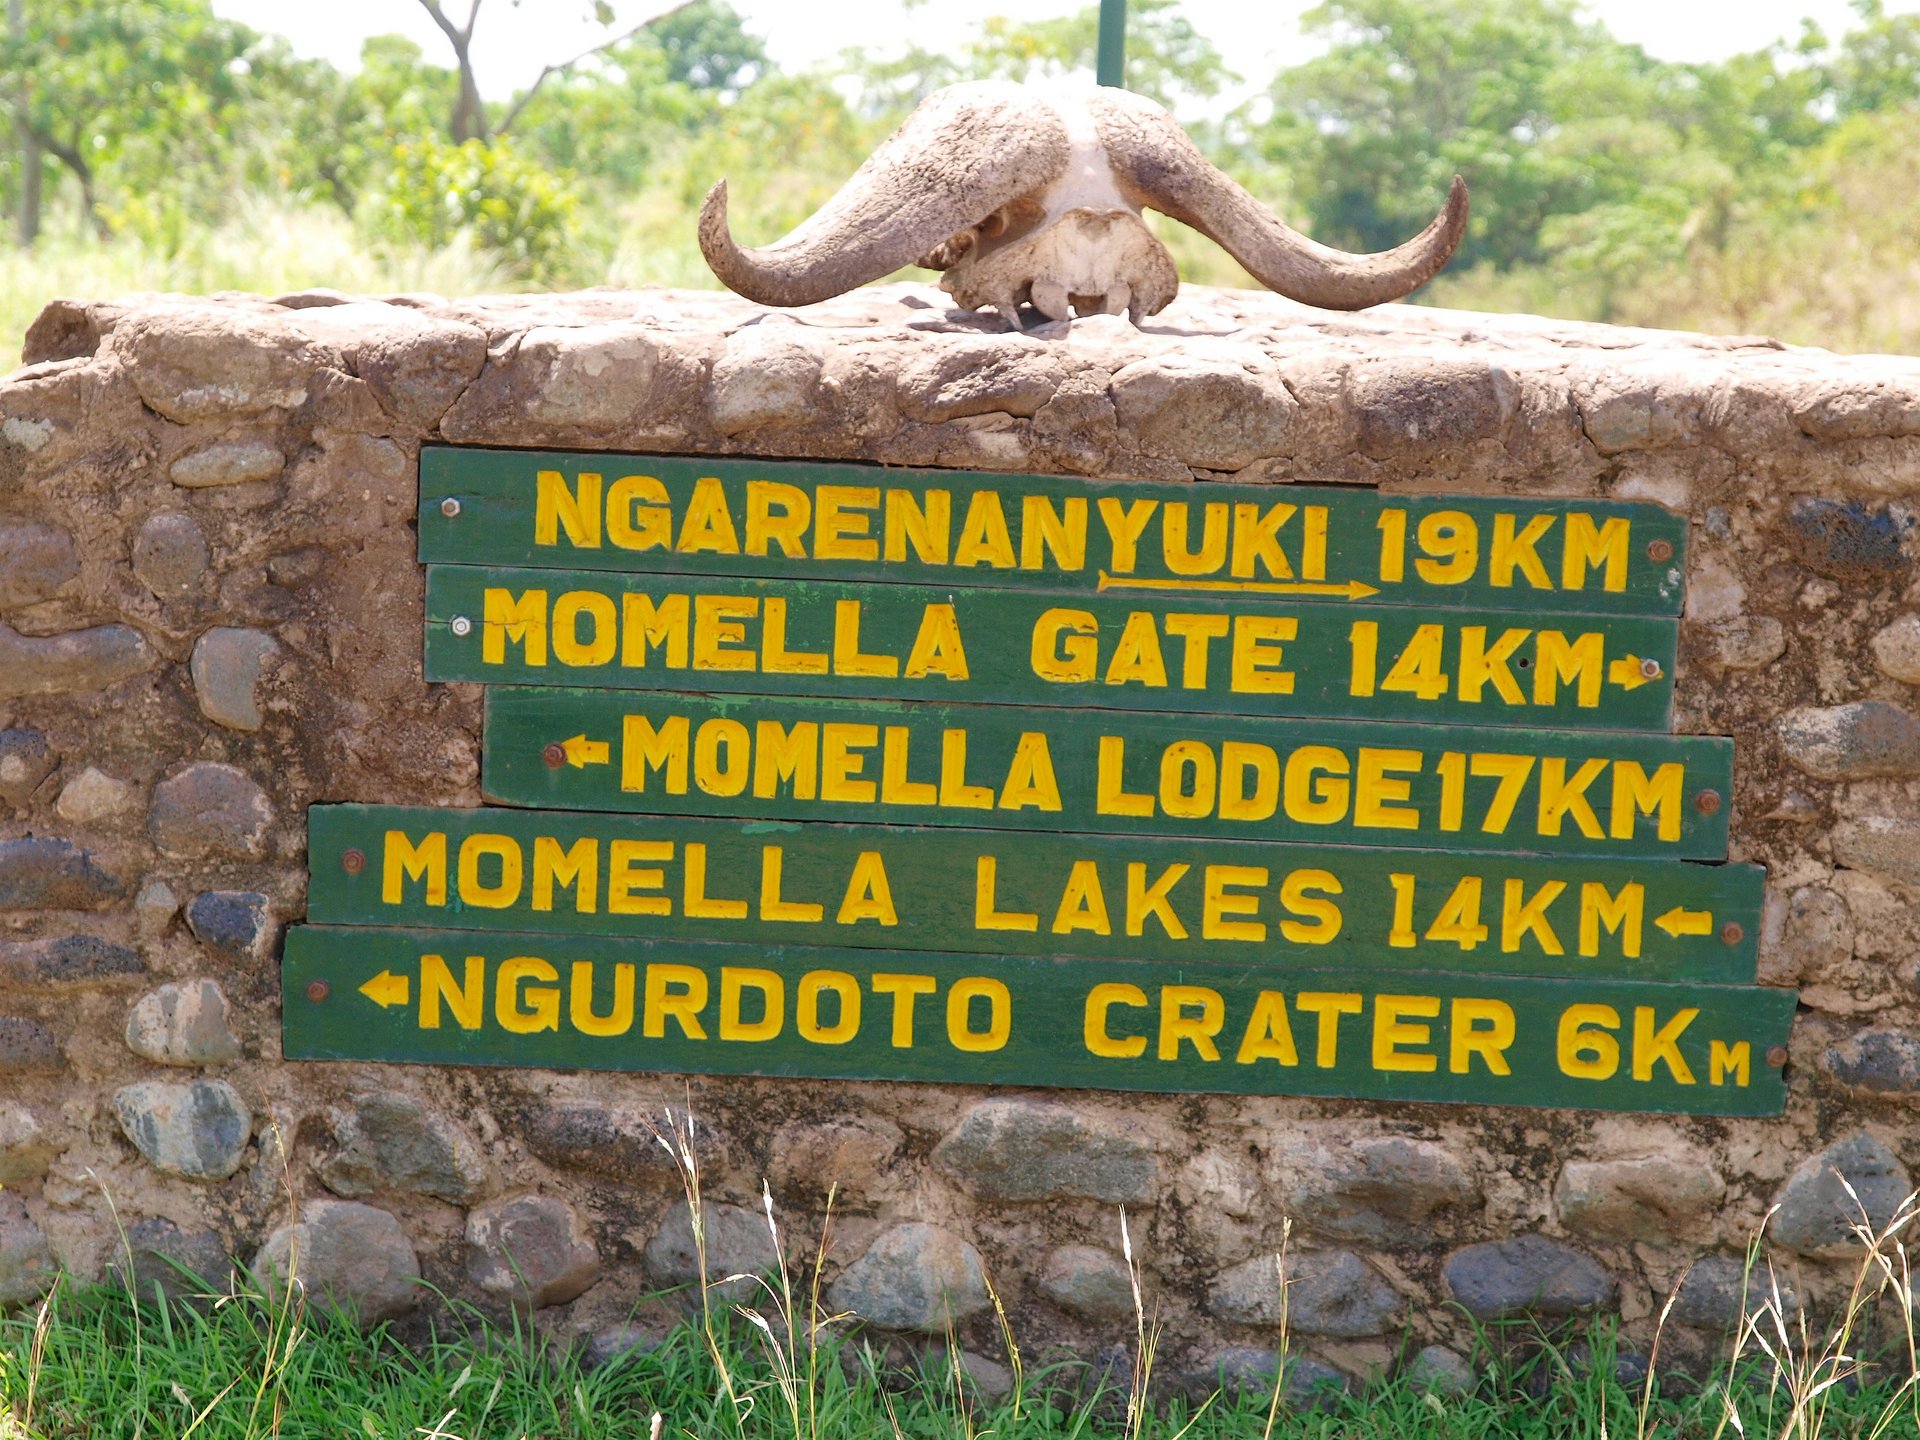 NGARENANYUKI 19KM
MOMELLA GATE 14KM
MOMELLA LODGE 17KM
MOMELLA LAKES 14KM
NGURDOTO CRATER 6KM